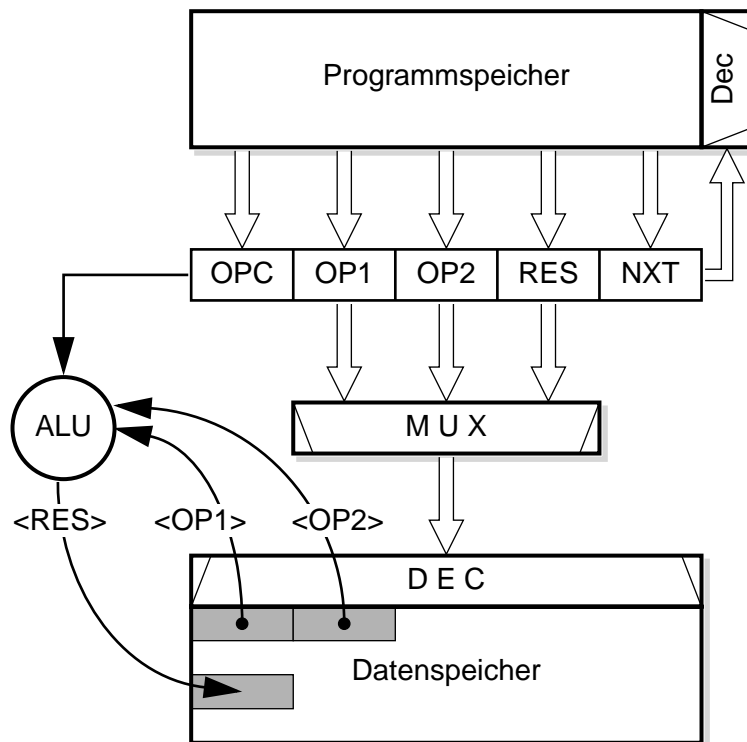 Programmspeicher
Dec
OPC OP1 OP2 RES NXT
ALU
M U X
<RES> <OP1> <OP2>
D E C
Datenspeicher